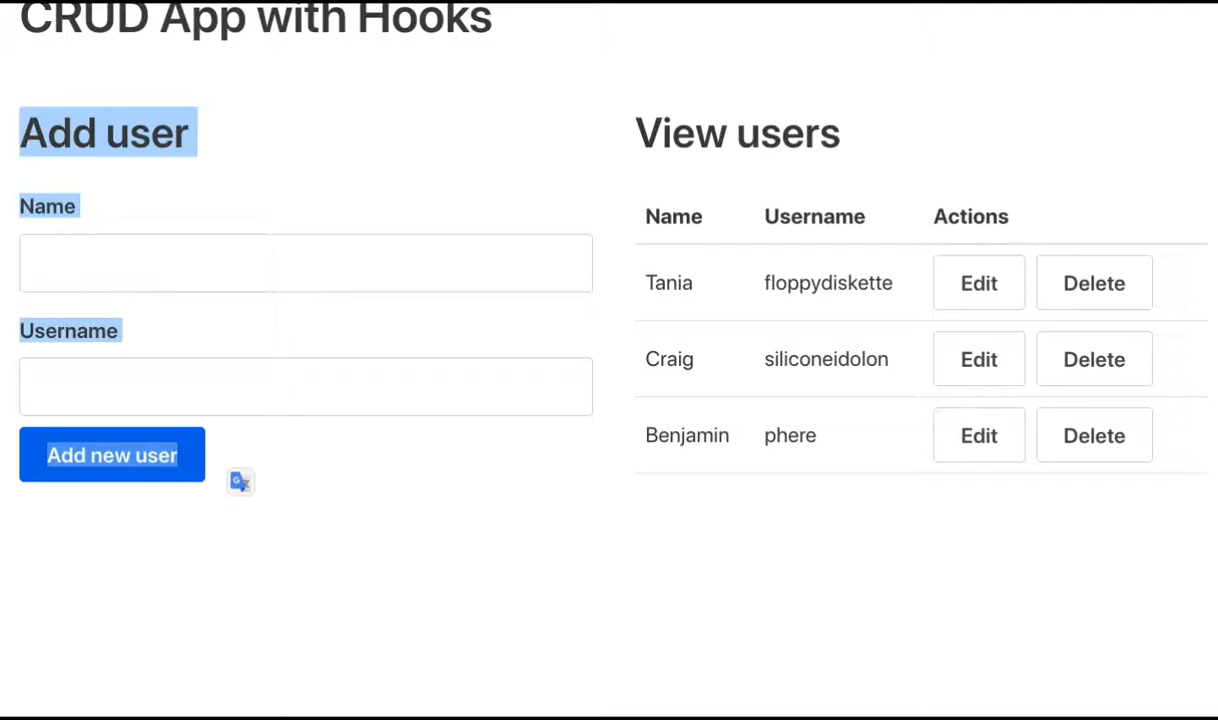 CRUD App with Hooks
Add user
Name
Username
Add new user
View users
Name Username Actions
Tania floppydiskette Edit Delete
Craig siliconeidolon Edit Delete
Benjamin phere Edit Delete